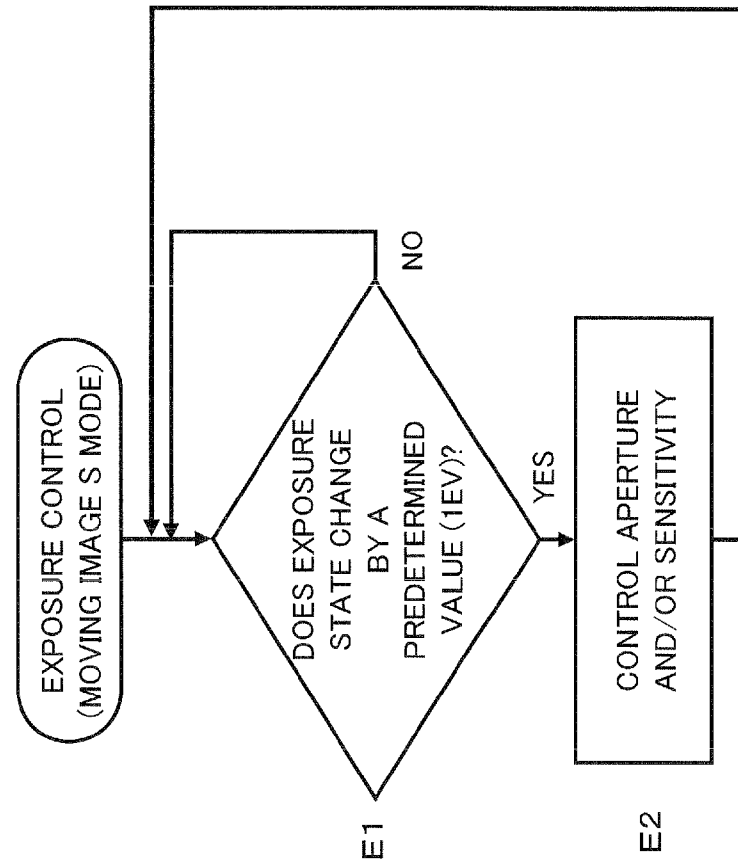 EXPOSURE CONTROL
(MOVING IMAGE S MODE)
E1
DOES EXPOSURE
STATE CHANGE
BY A
PREDETERMINED
VALUE (1EV)?
NO
YES
E2
CONTROL APERTURE
AND/OR SENSITIVITY